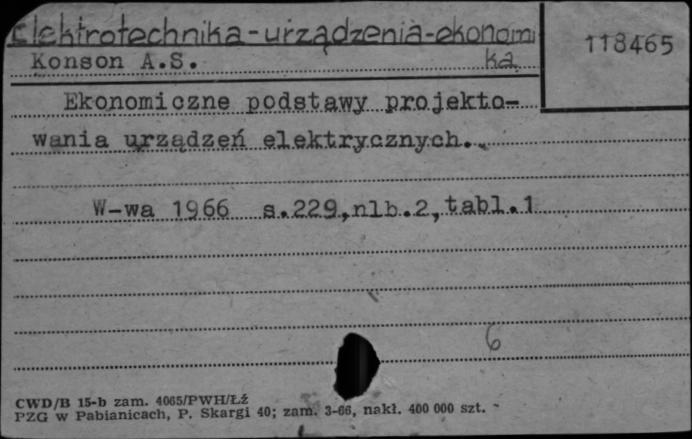 Elektrotechnika-urządzenia-ekonomi
ka
118465
Konson A.S.
Ekonomiczne podstawy projekto-
wania urządzeń elektrycznych.
W-wa 1966 s.229,nlb.2,tabl.1
6
CWD/B 15-b zam. 4065/PWH/Łź
PZG w Pabianicach, P. Skargi 40; zam. 3-66, nakł. 400 000 szt.